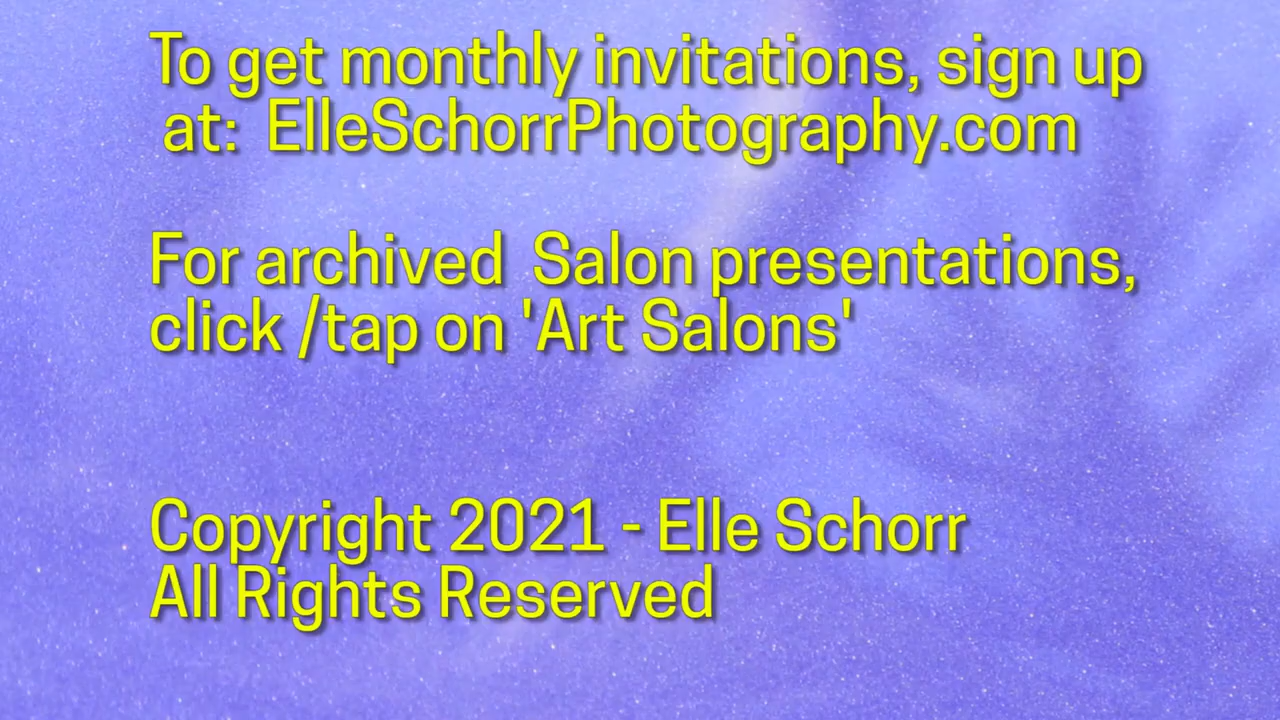 To get monthly invitations, sign up
at: ElleSchorrPhotography.com
For archived Salon presentations,
click /tap on 'Art Salons'
Copyright 2021 - Elle Schorr
All Rights Reserved